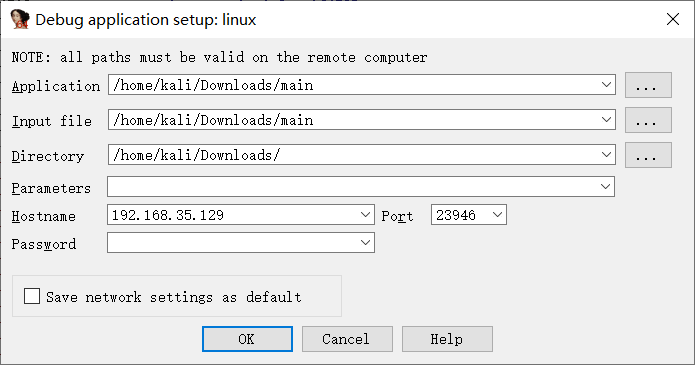 Debug application setup: linux
NOTE: all paths must be valid on the remote computer
Application /home/kali/Downloads/main ...
Input file /home/kali/Downloads/main ...
Directory /home/kali/Downloads/ ...
Parameters
Hostname 192.168.35.129 Port 23946
Password
Save network settings as default
OK Cancel Help